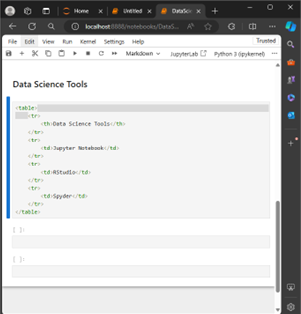 Home
Untitled
DataSc
localhost:8888/notebooks/DataS...
File Edit View Run Kernel Settings Help
Trusted
Markdown
JupyterLab
Python 3 (ipykernel)
Data Science Tools
<table>
<tr>
<th>Data Science Tools</th>
</tr>
<tr>
<td>Jupyter Notebook</td>
</tr>
<tr>
<td>RStudio</td>
</tr>
<tr>
<td>Spyder</td>
</tr>
</table>
[ ]:
[ ]: